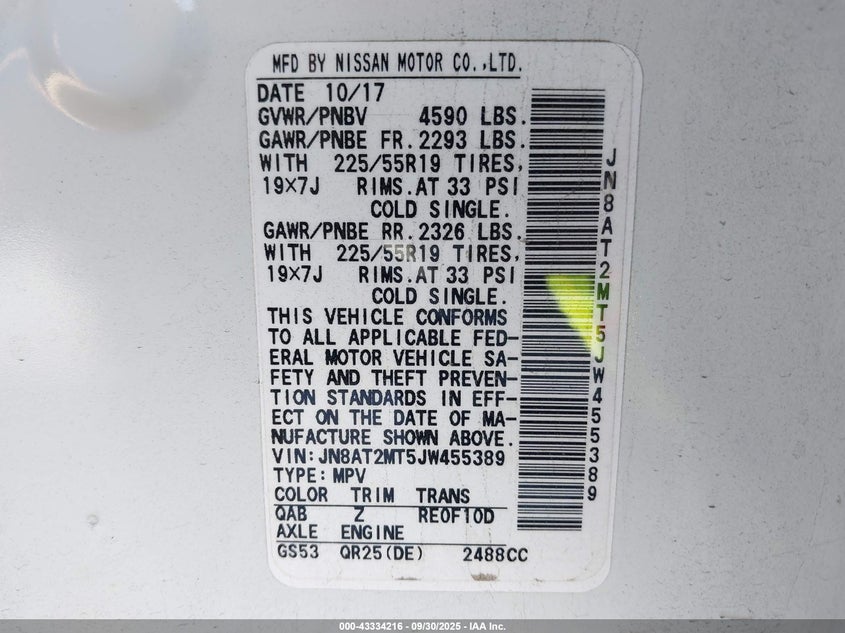 MFD BY NISSAN MOTOR CO.,LTD.
DATE 10/17
GVWR/PNBV 4590 LBS.
GAWR/PNBE FR.2293 LBS.
WITH 225/55R19 TIRES,
19×7J RIMS.AT 33 PSI
COLD SINGLE.
GAWR/PNBE RR.2326 LBS.
WITH 225/55R19 TIRES,
19×7J RIMS.AT 33 PSI
COLD SINGLE.
THIS VEHICLE CONFORMS
TO ALL APPLICABLE FED-
ERAL MOTOR VEHICLE SA-
FETY AND THEFT PREVEN-
TION STANDARDS IN EFF-
ECT ON THE DATE OF MA-
NUFACTURE SHOWN ABOVE.
VIN:JN8AT2MT5JW455389
TYPE:MPV
COLOR TRIM TRANS
QAB Z RE0F10D
AXLE ENGINE
GS53 QR25(DE) 2488CC
JN8AT2MT5JW455389
000-43334216 - 09/30/2025 - IAA Inc.